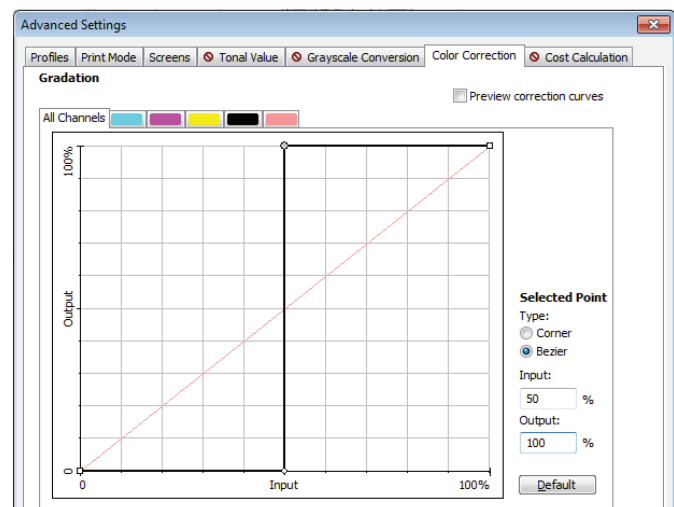 Advanced Settings
Profiles Print Mode Screens Tonal Value Grayscale Conversion Color Correction Cost Calculation
Gradation
Preview correction curves
All Channels
100%
Output
0
0 Input 100%
Selected Point
Type:
Corner
Bezier
Input:
50 %
Output:
100 %
Default